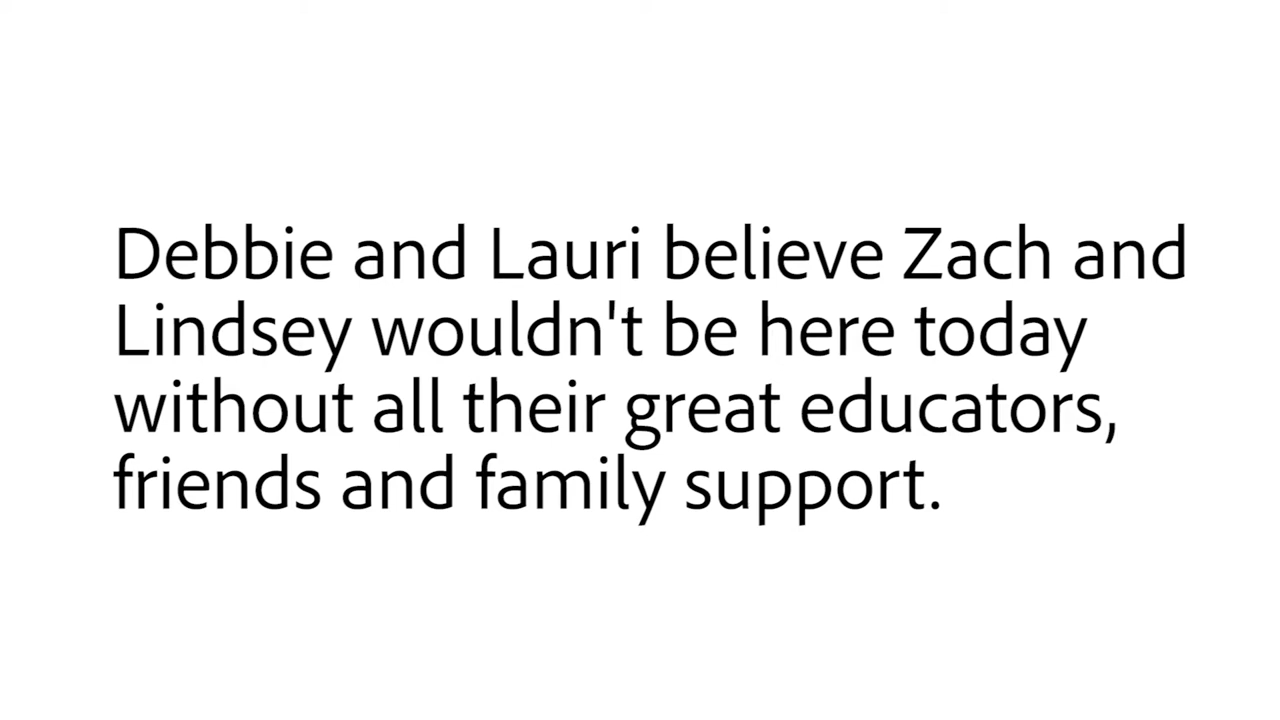 Debbie and Lauri believe Zach and
Lindsey wouldn't be here today
without all their great educators,
friends and family support.